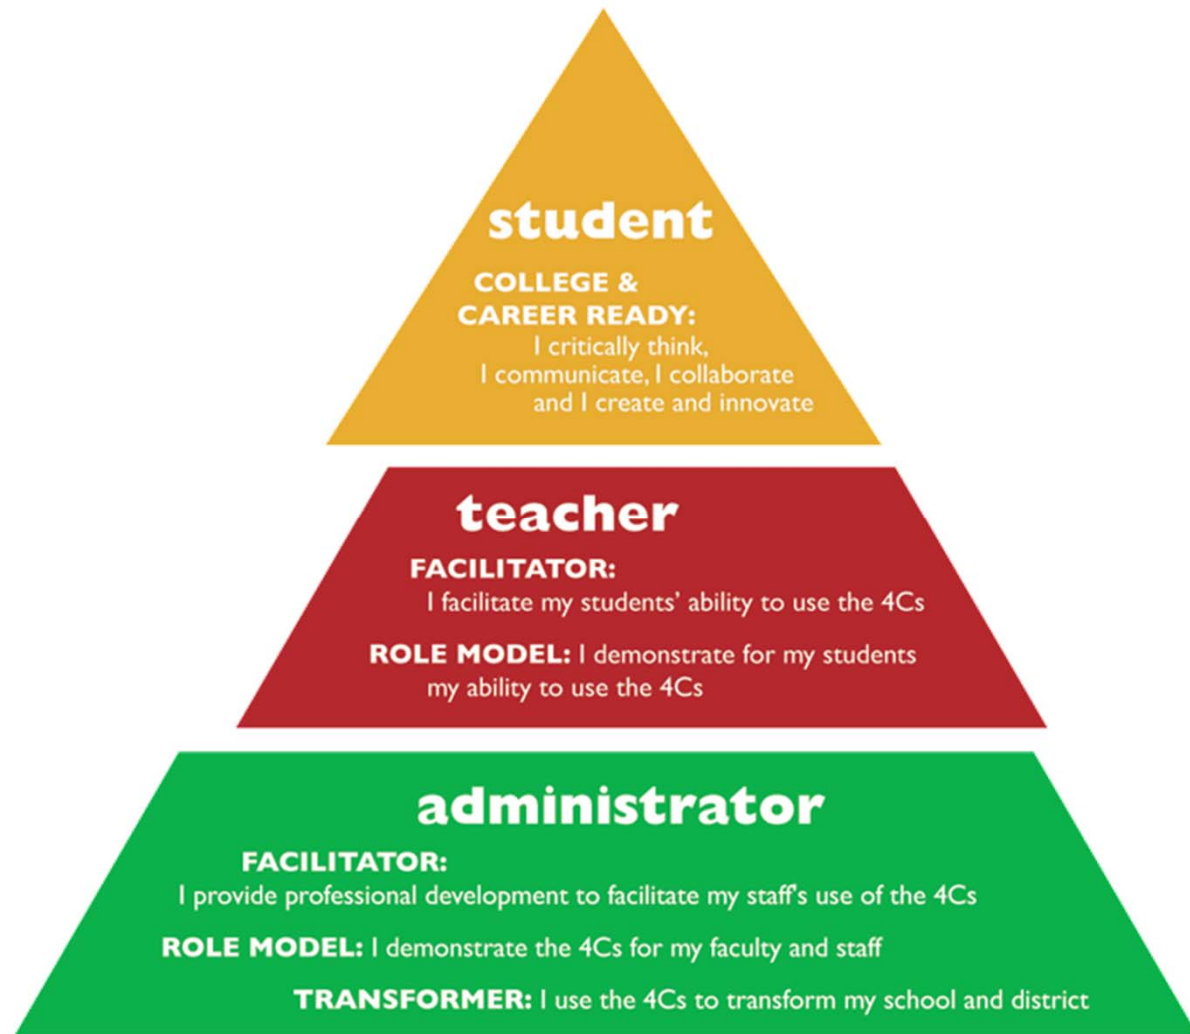 student
COLLEGE &
CAREER READY:
I critically think,
I communicate, I collaborate
and I create and innovate
teacher
FACILITATOR:
I facilitate my students' ability to use the 4Cs
ROLE MODEL: I demonstrate for my students
my ability to use the 4Cs
administrator
FACILITATOR:
I provide professional development to facilitate my staff's use of the 4Cs
ROLE MODEL: I demonstrate the 4Cs for my faculty and staff
TRANSFORMER: I use the 4Cs to transform my school and district